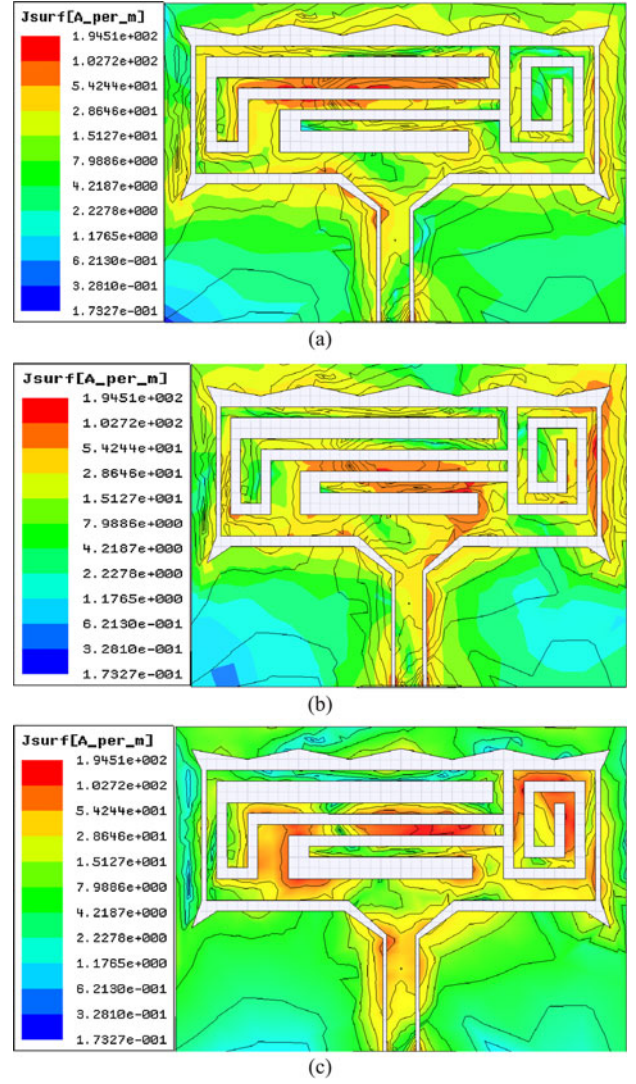 Jsurf[A_per_m]
1.9451e+002
1.0272e+002
5.4244e+001
2.8646e+001
1.5127e+001
7.9886e+000
4.2187e+000
2.2278e+000
1.1765e+000
6.2130e-001
3.2810e-001
1.7327e-001
(a)
Jsurf[A_per_m]
1.9451e+002
1.0272e+002
5.4244e+001
2.8646e+001
1.5127e+001
7.9886e+000
4.2187e+000
2.2278e+000
1.1765e+000
6.2130e-001
3.2810e-001
1.7327e-001
(b)
Jsurf[A_per_m]
1.9451e+002
1.0272e+002
5.4244e+001
2.8646e+001
1.5127e+001
7.9886e+000
4.2187e+000
2.2278e+000
1.1765e+000
6.2130e-001
3.2810e-001
1.7327e-001
(c)